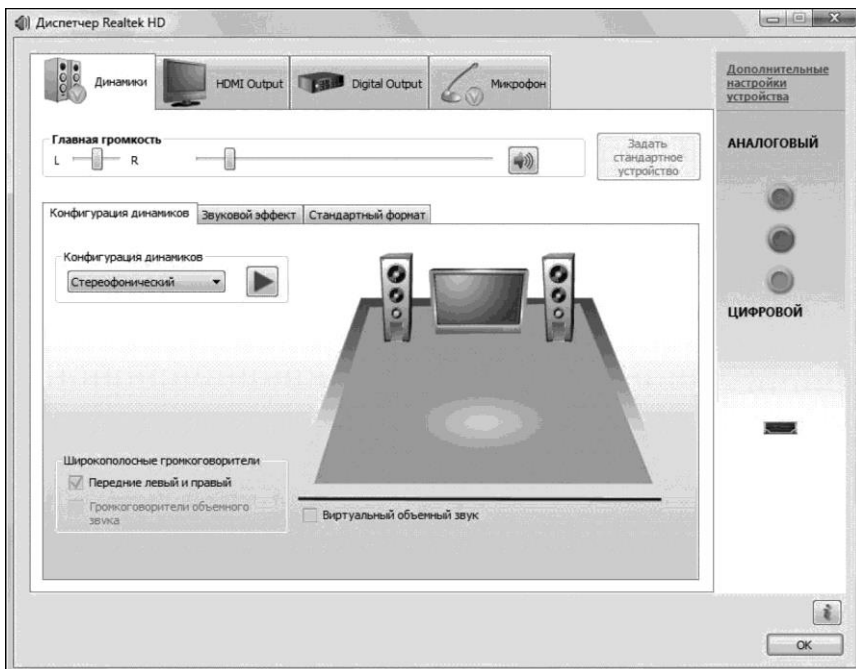 Диспетчер Realtek HD
Динамики
HDMI Output
Digital Output
Микрофон
Дополнительные
настройки
устройства
Главная громкость
L R
Задать
стандартное
устройство
АНАЛОГОВЫЙ
Конфигурация динамиков
Звуковой эффект
Стандартный формат
Конфигурация динамиков
Стереофонический
ЦИФРОВОЙ
Широкополосные громкоговорители
Передние левый и правый
Громкоговорители объемного
звука
Виртуальный объемный звук
OK